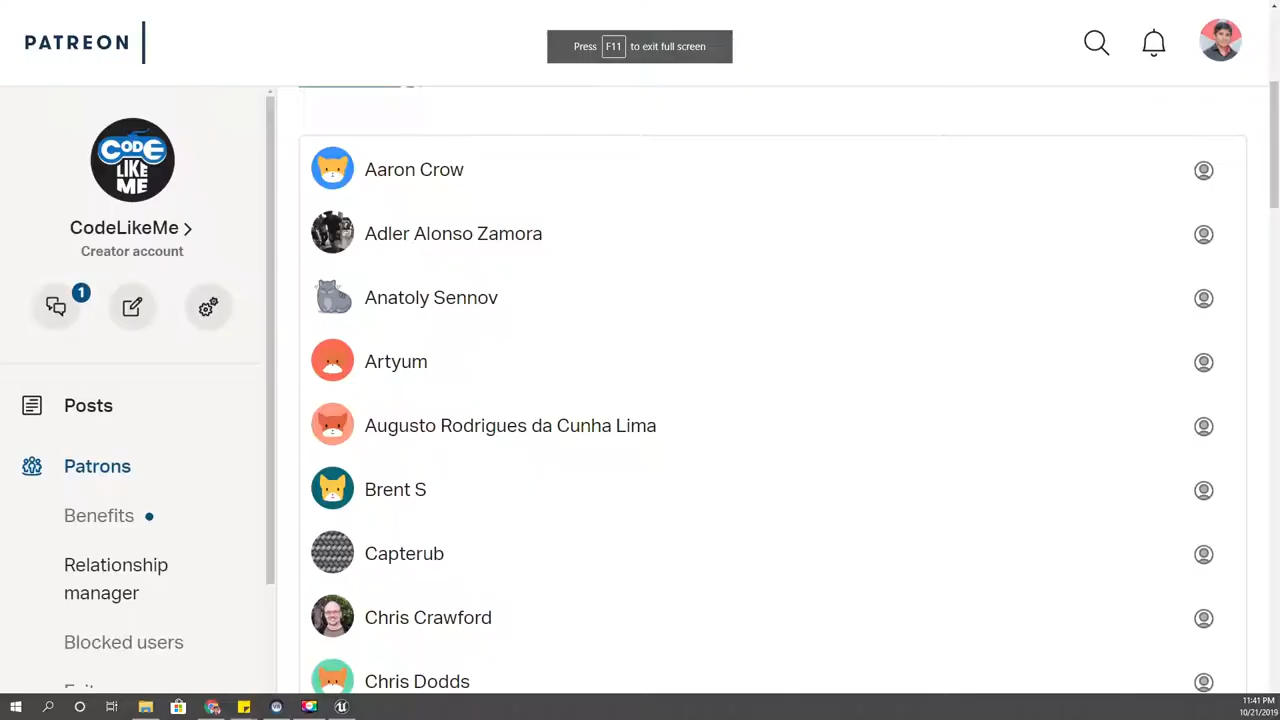 PATREON
Press F11 to exit full screen
CODE
LIKE
ME
CodeLikeMe
Creator account
1
Posts
Patrons
Benefits
Relationship
manager
Blocked users
Aaron Crow
Adler Alonso Zamora
Anatoly Sennov
Artyum
Augusto Rodrigues da Cunha Lima
Brent S
Capterub
Chris Crawford
Chris Dodds
11:41 PM
10/21/2019